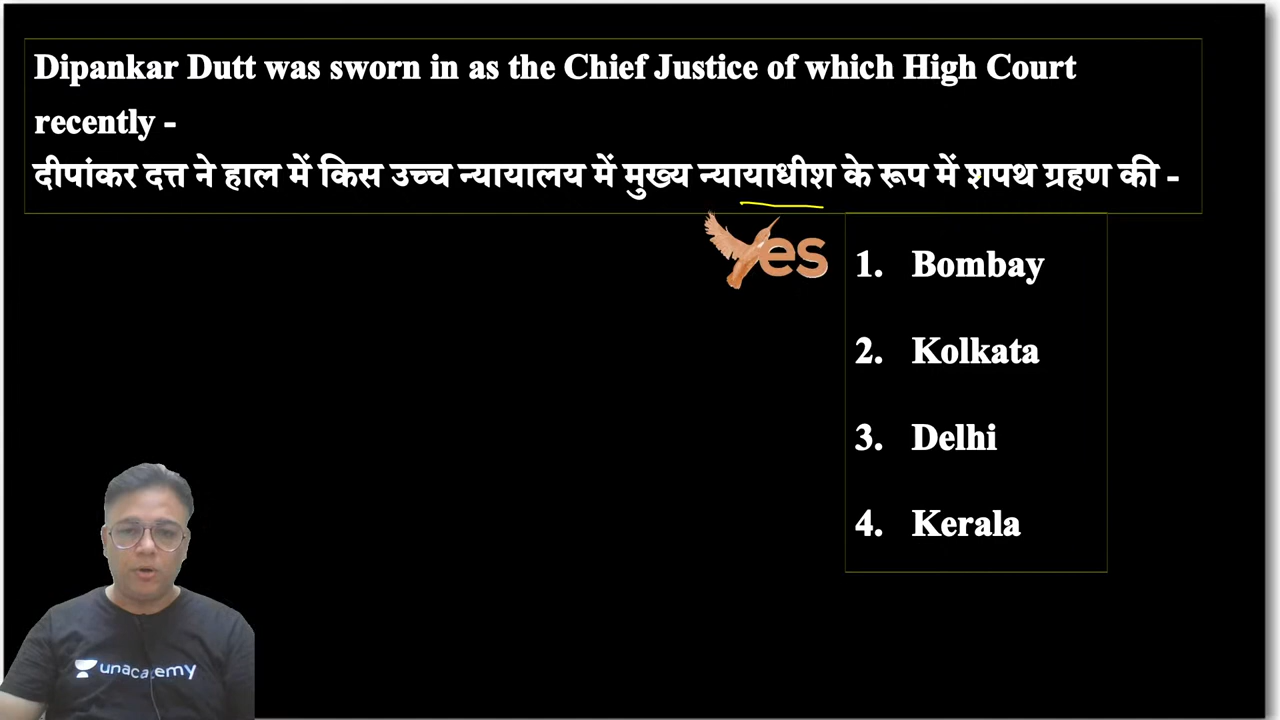 Dipankar Dutt was sworn in as the Chief Justice of which High Court
recently -
दीपांकर दत्त ने हाल में किस उच्च न्यायालय में मुख्य न्यायाधीश के रूप में शपथ ग्रहण की -
Yes
1. Bombay
2. Kolkata
3. Delhi
4. Kerala
unacademy